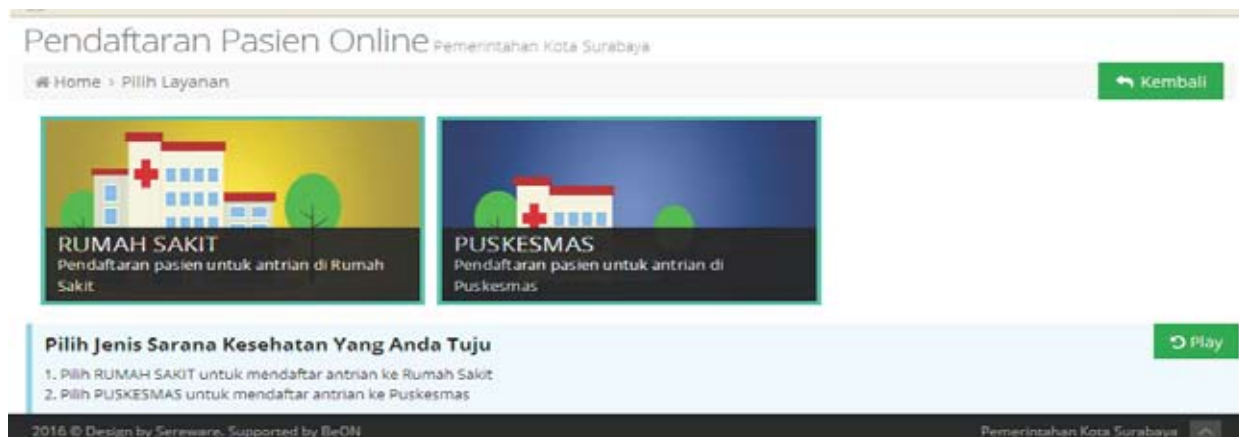 Pendaftaran Pasien Online Pemerintahan Kota Surabaya
Home > Pilih Layanan
Kembali
RUMAH SAKIT
Pendaftaran pasien untuk antrian di Rumah
Sakit
PUSKESMAS
Pendaftaran pasien untuk antrian di
Puskesmas
Pilih Jenis Sarana Kesehatan Yang Anda Tuju
Play
1. Pilih RUMAH SAKIT untuk mendaftar antrian ke Rumah Sakit
2. Pilih PUSKESMAS untuk mendaftar antrian ke Puskesmas
2016 © Design by Sereware. Supported by BeON
Pemerintahan Kota Surabaya